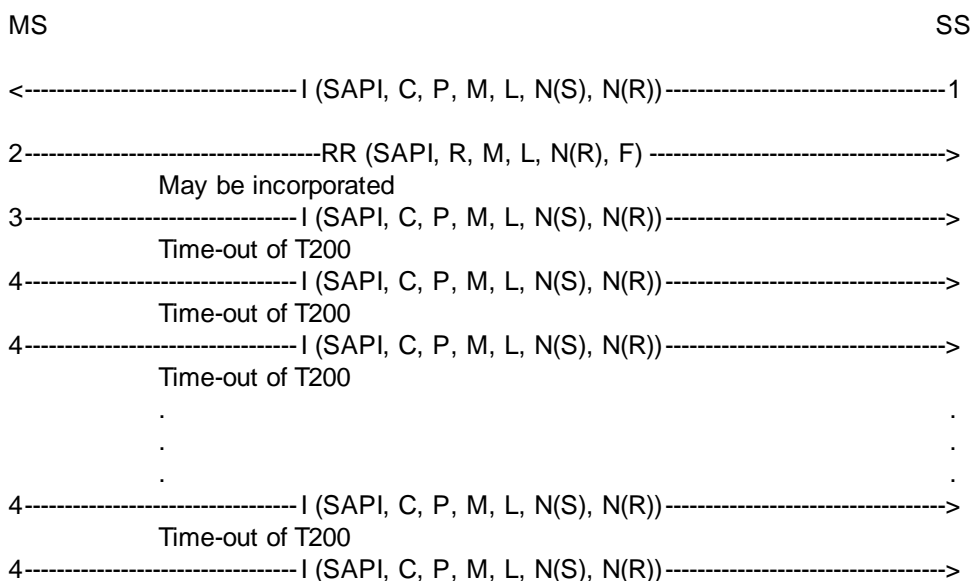 MS SS
<----------------------------------I (SAPI, C, P, M, L, N(S), N(R))-----------------------------------1
2-------------------------------------RR (SAPI, R, M, L, N(R), F) ------------------------------------->
May be incorporated
3----------------------------------I (SAPI, C, P, M, L, N(S), N(R))----------------------------------->
Time-out of T200
4----------------------------------I (SAPI, C, P, M, L, N(S), N(R))----------------------------------->
Time-out of T200
4----------------------------------I (SAPI, C, P, M, L, N(S), N(R))----------------------------------->
Time-out of T200
. .
. .
. .
4----------------------------------I (SAPI, C, P, M, L, N(S), N(R))----------------------------------->
Time-out of T200
4----------------------------------I (SAPI, C, P, M, L, N(S), N(R))----------------------------------->